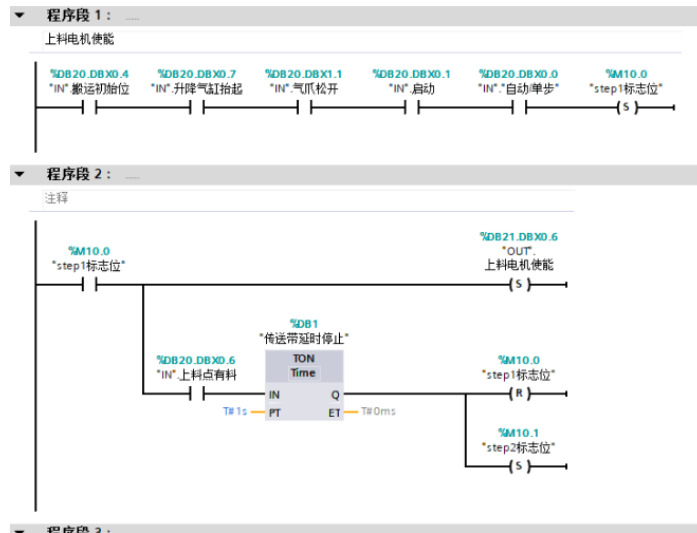 程序段 1： .....
上料电机使能
%DB20.DBX0.4 %DB20.DBX0.7 %DB20.DBX1.1 %DB20.DBX0.1 %DB20.DBX0.0 %M10.0
"IN".搬运初始位 "IN".升降气缸抬起 "IN".气爪松开 "IN".启动 "IN"."自动/单步" "step1标志位"
S
程序段 2： .....
注释
%DB21.DBX0.6
%M10.0 "OUT".
"step1标志位" 上料电机使能
S
%DB1
"传送带延时停止"
%DB20.DBX0.6 TON %M10.0
"IN".上料点有料 Time "step1标志位"
IN Q R
T#1s PT ET T#0ms
%M10.1
"step2标志位"
S
程序段 3：